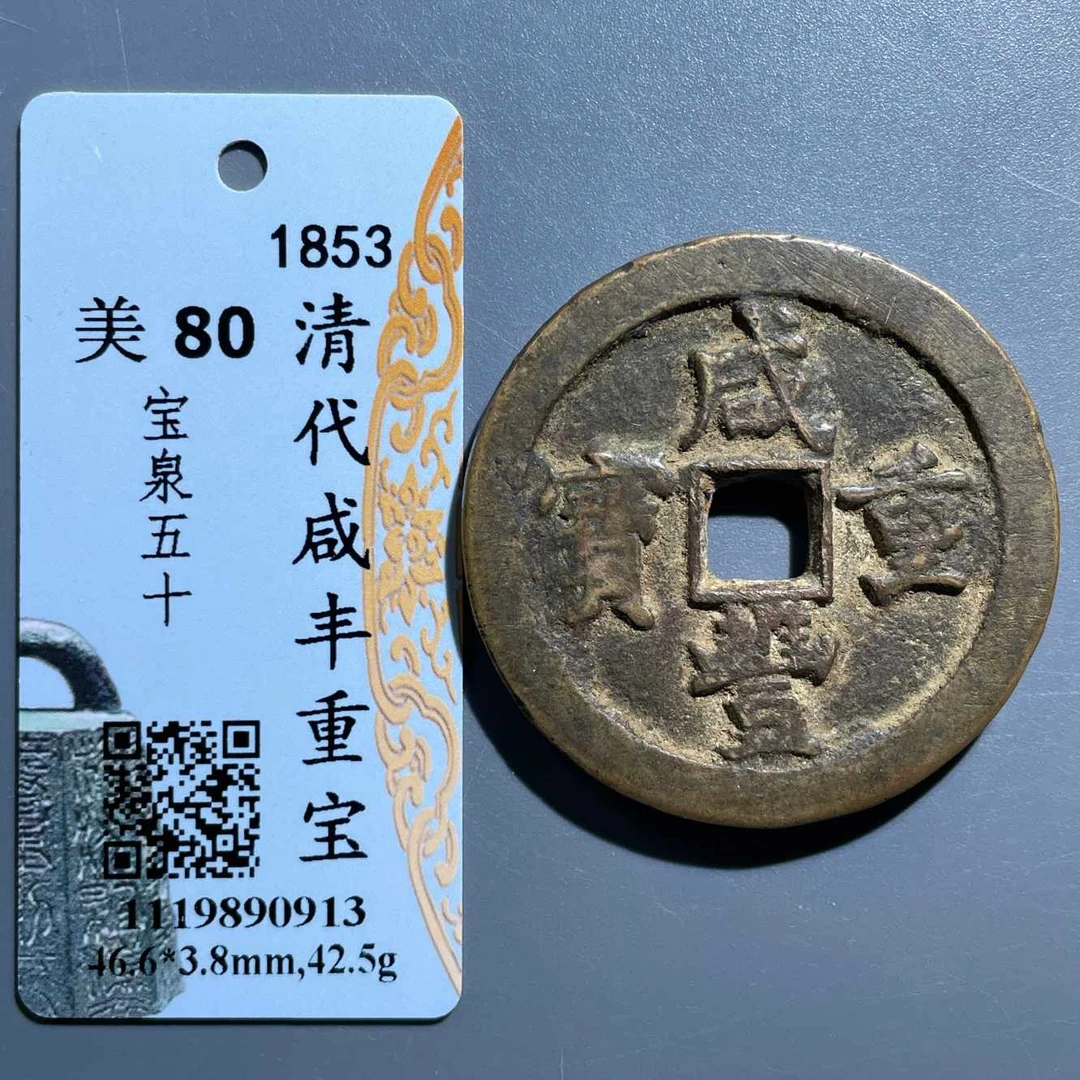 1853
清代咸丰重宝
美 80
宝泉五十
1119890913
46.6*3.8mm,42.5g
咸豐重寶